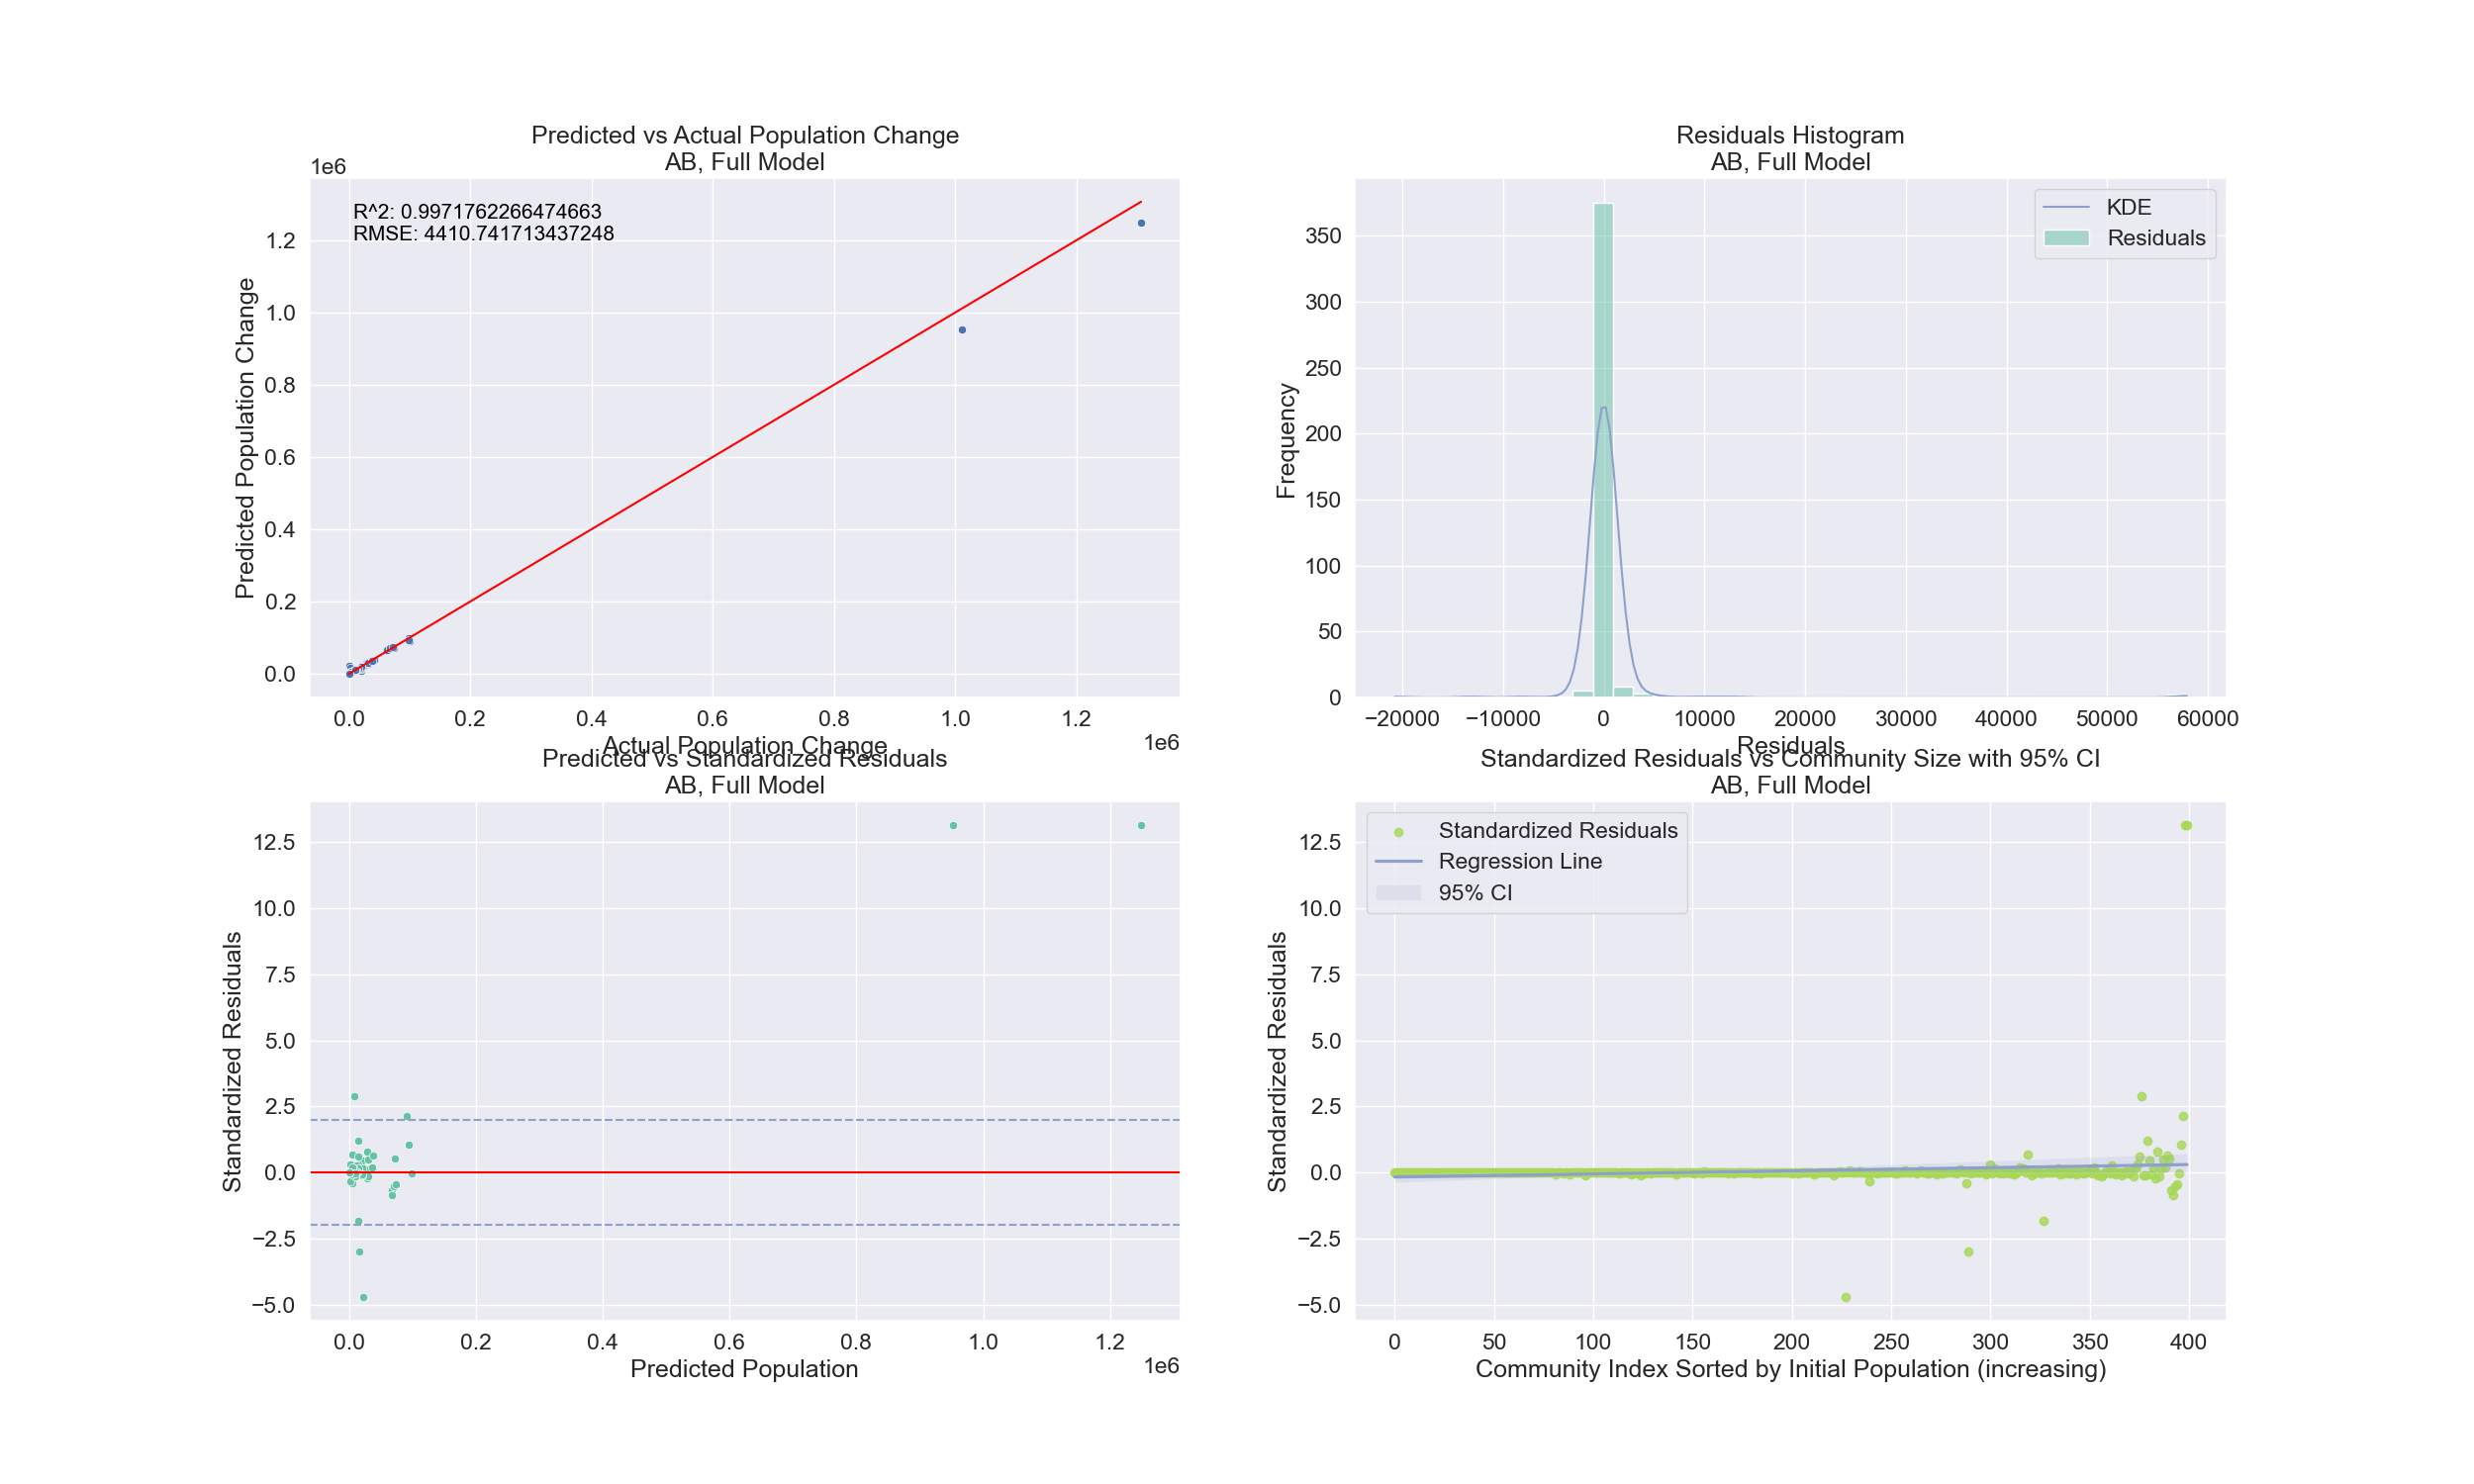 Predicted vs Actual Population Change
AB, Full Model
1e6
R^2: 0.9971762266474663
RMSE: 4410.741713437248
1.2
1.0
0.8
0.6
0.4
0.2
0.0
Predicted Population Change
0.0 0.2 0.4 0.6 0.8 1.0 1.2
Actual Population Change
1e6
Residuals Histogram
AB, Full Model
KDE
Residuals
350
300
250
200
150
100
50
0
Frequency
−20000 −10000 0 10000 20000 30000 40000 50000 60000
Residuals
Predicted vs Standardized Residuals
AB, Full Model
12.5
10.0
7.5
5.0
2.5
0.0
−2.5
−5.0
Standardized Residuals
0.0 0.2 0.4 0.6 0.8 1.0 1.2
1e6
Predicted Population
Standardized Residuals vs Community Size with 95% CI
AB, Full Model
Standardized Residuals
Regression Line
95% CI
12.5
10.0
7.5
5.0
2.5
0.0
−2.5
−5.0
Standardized Residuals
0 50 100 150 200 250 300 350 400
Community Index Sorted by Initial Population (increasing)